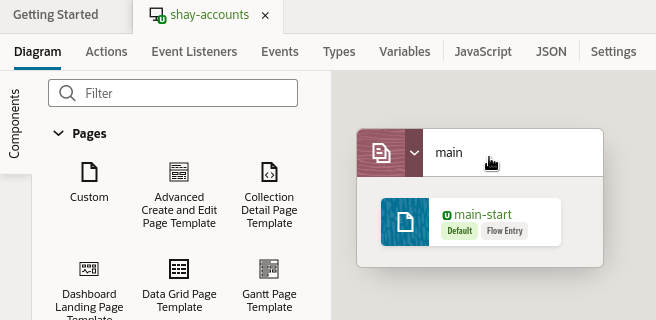 Getting Started
shay-accounts
Diagram Actions Event Listeners Events Types Variables JavaScript JSON Settings
Components
Filter
Pages
Custom
Advanced
Create and Edit
Page Template
Collection
Detail Page
Template
Dashboard
Landing Page
Template
Data Grid Page
Template
Gantt Page
Template
main
U main-start
Default Flow Entry